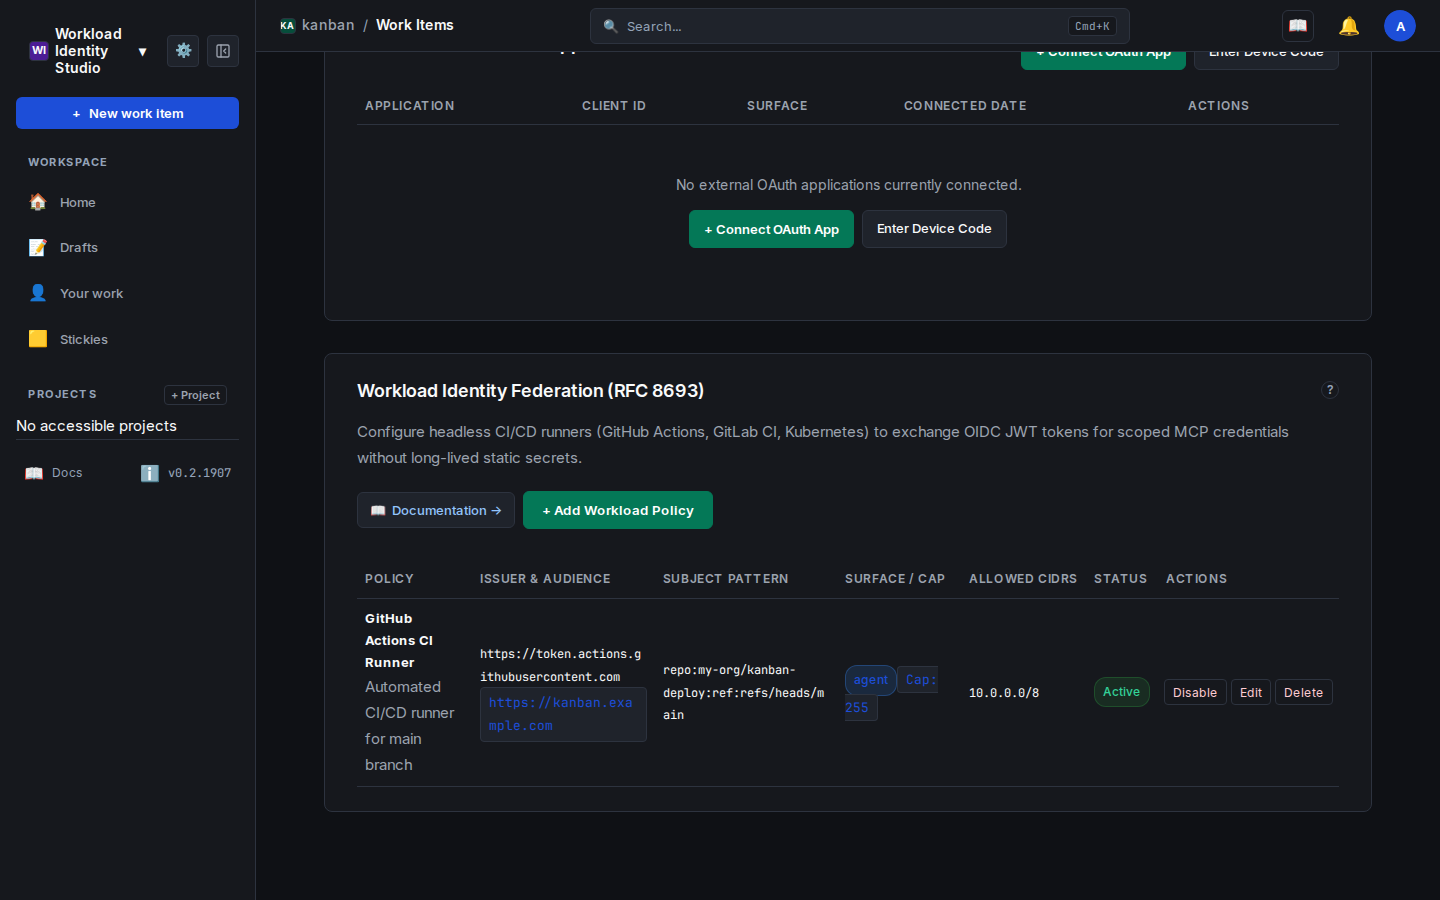 WI
Workload
Identity
Studio
▼
KA kanban / Work Items
Search...
Cmd+K
A
+ New work item
WORKSPACE
Home
Drafts
Your work
Stickies
PROJECTS
+ Project
No accessible projects
Docs
v0.2.1907
+ Connect OAuth App
Enter Device Code
APPLICATION CLIENT ID SURFACE CONNECTED DATE ACTIONS
No external OAuth applications currently connected.
+ Connect OAuth App
Enter Device Code
Workload Identity Federation (RFC 8693)
?
Configure headless CI/CD runners (GitHub Actions, GitLab CI, Kubernetes) to exchange OIDC JWT tokens for scoped MCP credentials
without long-lived static secrets.
Documentation →
+ Add Workload Policy
POLICY ISSUER & AUDIENCE SUBJECT PATTERN SURFACE / CAP ALLOWED CIDRS STATUS ACTIONS
GitHub
Actions CI
Runner
Automated
CI/CD runner
for main
branch
https://token.actions.g
ithubusercontent.com
https://kanban.exa
mple.com
repo:my-org/kanban-
deploy:ref:refs/heads/m
ain
agent Cap:
255
10.0.0.0/8
Active
Disable
Edit
Delete